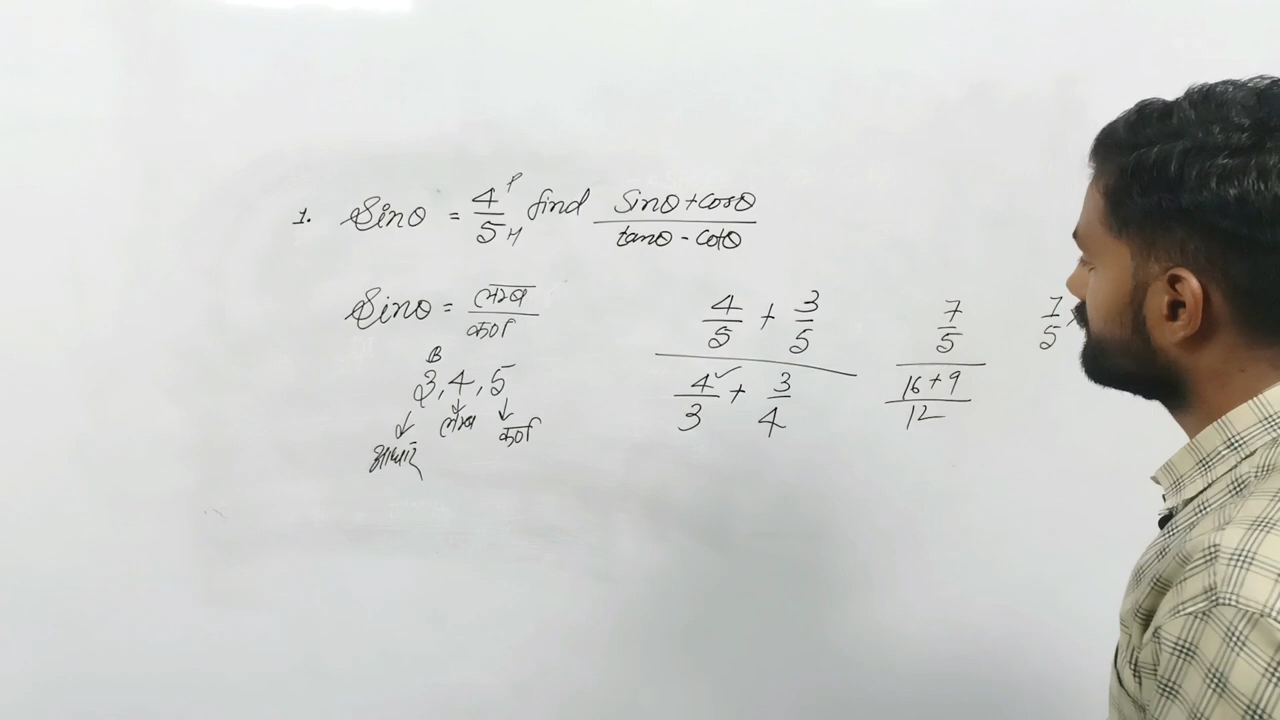 1. Sinθ = 4/5 P H find (Sinθ + cosθ)/(tanθ - cotθ)
Sinθ = लम्ब/कर्ण
B
3, 4, 5
आधार लम्ब कर्ण
(4/5 + 3/5)/(4/3 ✓ + 3/4)
(7/5)/((16 + 9)/12)
7/5 ×